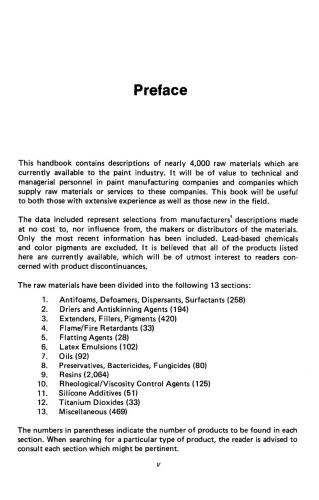 Preface
This handbook contains descriptions of nearly 4,000 raw materials which are
currently available to the paint industry. It will be of value to technical and
managerial personnel in paint manufacturing companies and companies which
supply raw materials or services to these companies. This book will be useful
to both those with extensive experience as well as those new in the field.
The data included represent selections from manufacturers' descriptions made
at no cost to, nor influence from, the makers or distributors of the materials.
Only the most recent information has been included. Lead-based chemicals
and color pigments are excluded. It is believed that all of the products listed
here are currently available, which will be of utmost interest to readers con-
cerned with product discontinuances.
The raw materials have been divided into the following 13 sections:
1. Antifoams, Defoamers, Dispersants, Surfactants (258)
2. Driers and Antiskinning Agents (194)
3. Extenders, Fillers, Pigments (420)
4. Flame/Fire Retardants (33)
5. Flatting Agents (28)
6. Latex Emulsions (102)
7. Oils (92)
8. Preservatives, Bactericides, Fungicides (80)
9. Resins (2,064)
10. Rheological/Viscosity Control Agents (125)
11. Silicone Additives (51)
12. Titanium Dioxides (33)
13. Miscellaneous (469)
The numbers in parentheses indicate the number of products to be found in each
section. When searching for a particular type of product, the reader is advised to
consult each section which might be pertinent.
v